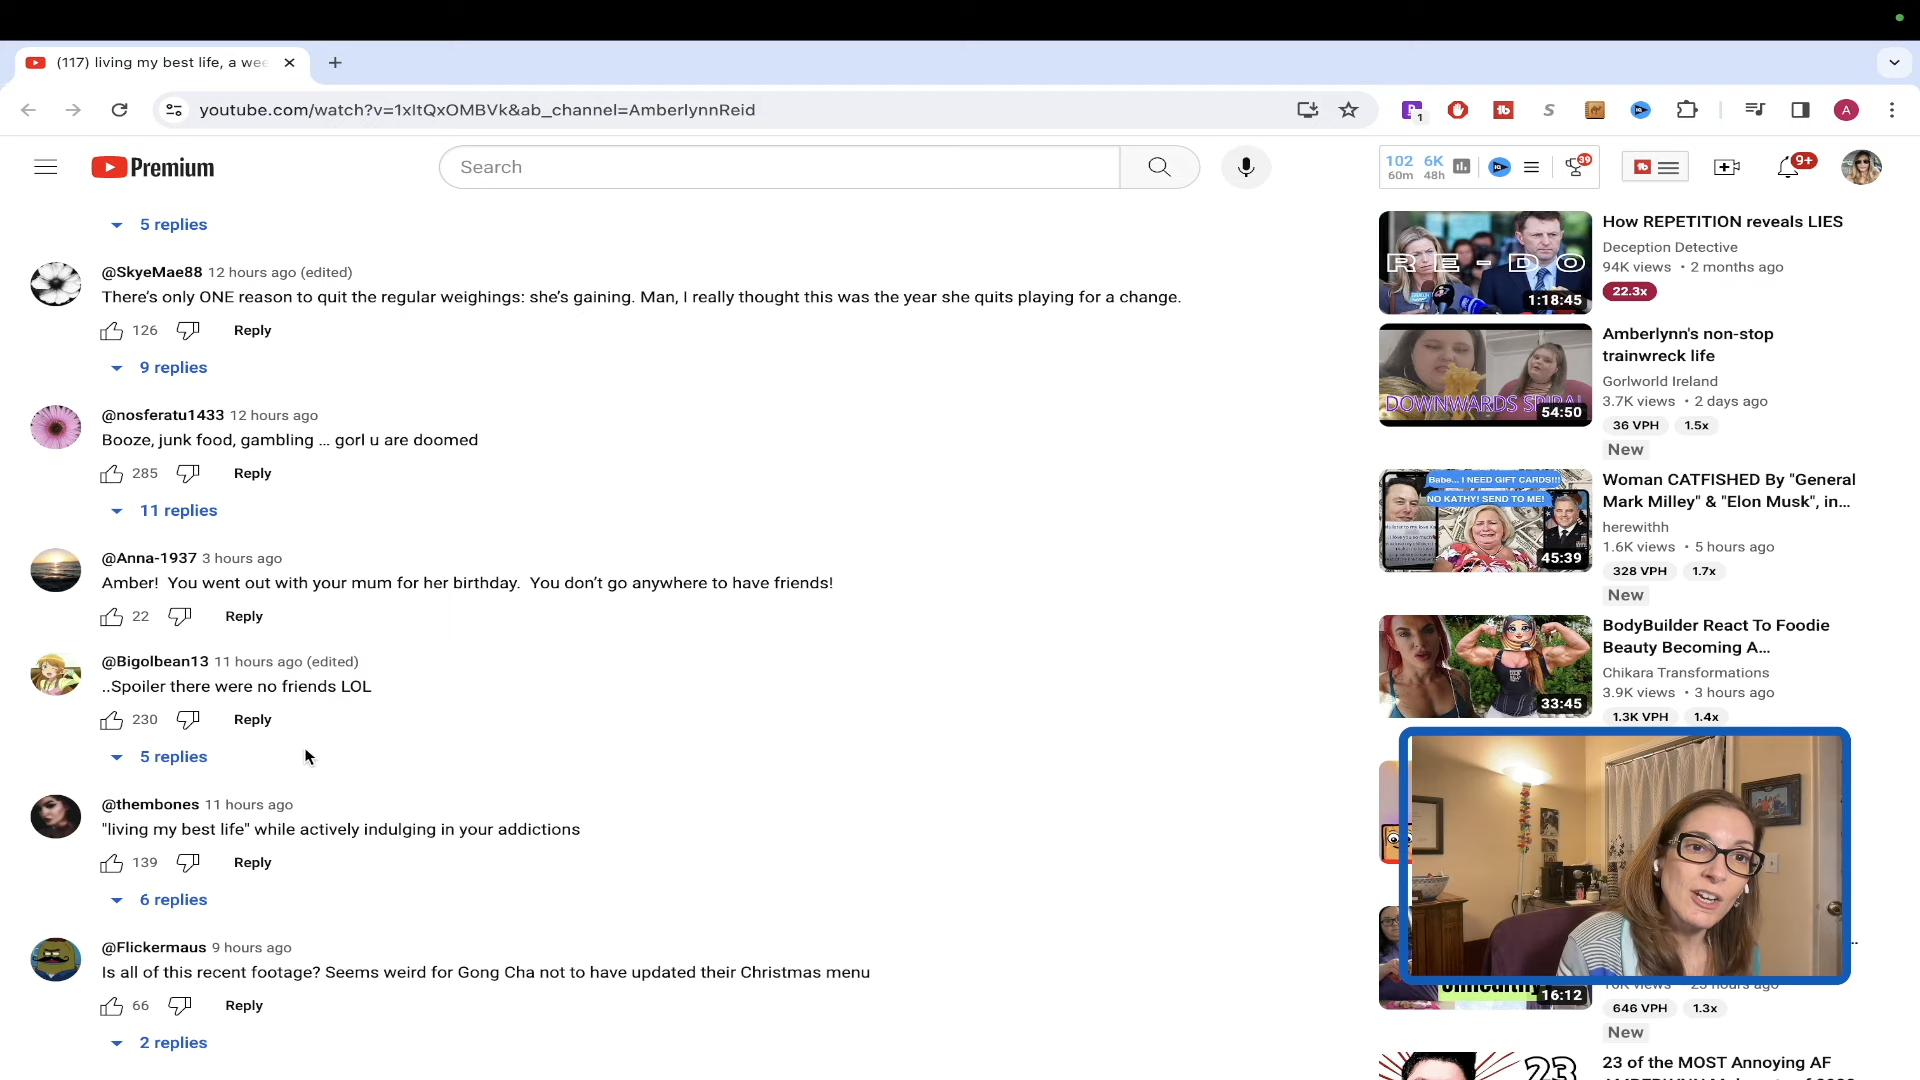 (117) living my best life, a wee
youtube.com/watch?v=1xItQxOMBVk&ab_channel=AmberlynnReid
1
A
Premium
Search
102 6K
60m 48h
39
9+
5 replies
@SkyeMae88 12 hours ago (edited)
There’s only ONE reason to quit the regular weighings: she’s gaining. Man, I really thought this was the year she quits playing for a change.
126 Reply
9 replies
@nosferatu1433 12 hours ago
Booze, junk food, gambling ... gorl u are doomed
285 Reply
11 replies
@Anna-1937 3 hours ago
Amber! You went out with your mum for her birthday. You don’t go anywhere to have friends!
22 Reply
@Bigolbean13 11 hours ago (edited)
..Spoiler there were no friends LOL
230 Reply
5 replies
@thembones 11 hours ago
"living my best life" while actively indulging in your addictions
139 Reply
6 replies
@Flickermaus 9 hours ago
Is all of this recent footage? Seems weird for Gong Cha not to have updated their Christmas menu
66 Reply
2 replies
RE-DO
1:18:45
How REPETITION reveals LIES
Deception Detective
94K views • 2 months ago
22.3x
DOWNWARDS SPIRAL
54:50
Amberlynn's non-stop
trainwreck life
Gorlworld Ireland
3.7K views • 2 days ago
36 VPH 1.5x
New
Babe... I NEED GIFT CARDS!!!
NO KATHY! SEND TO ME!
45:39
Woman CATFISHED By "General
Mark Milley" & "Elon Musk", in...
herewithh
1.6K views • 5 hours ago
328 VPH 1.7x
New
33:45
BodyBuilder React To Foodie
Beauty Becoming A...
Chikara Transformations
3.9K views • 3 hours ago
1.3K VPH 1.4x
16:12
646 VPH 1.3x
New
23
23 of the MOST Annoying AF